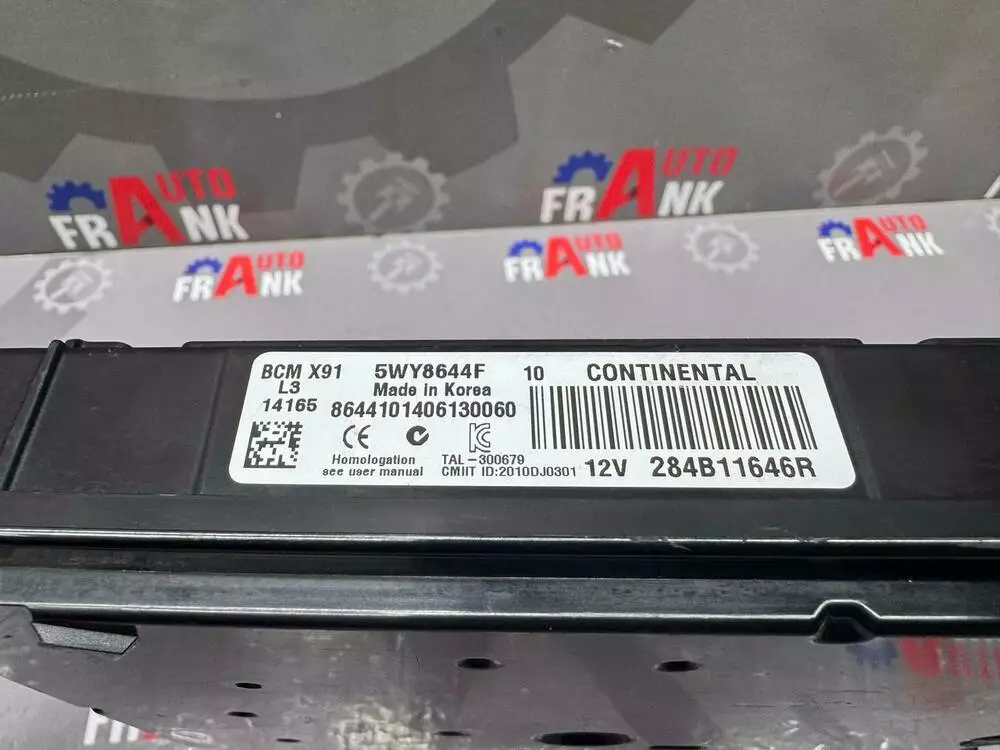 AUTO
FRANK
AUTO
FRANK
AUTO
FRANK
AUTO
FRANK
AUTO
FRANK
BCM X91 5WY8644F 10 CONTINENTAL
L3 Made in Korea
14165 8644101406130060
CE
Homologation TAL-300679
see user manual CMIIT ID:2010DJ0301 12V 284B11646R